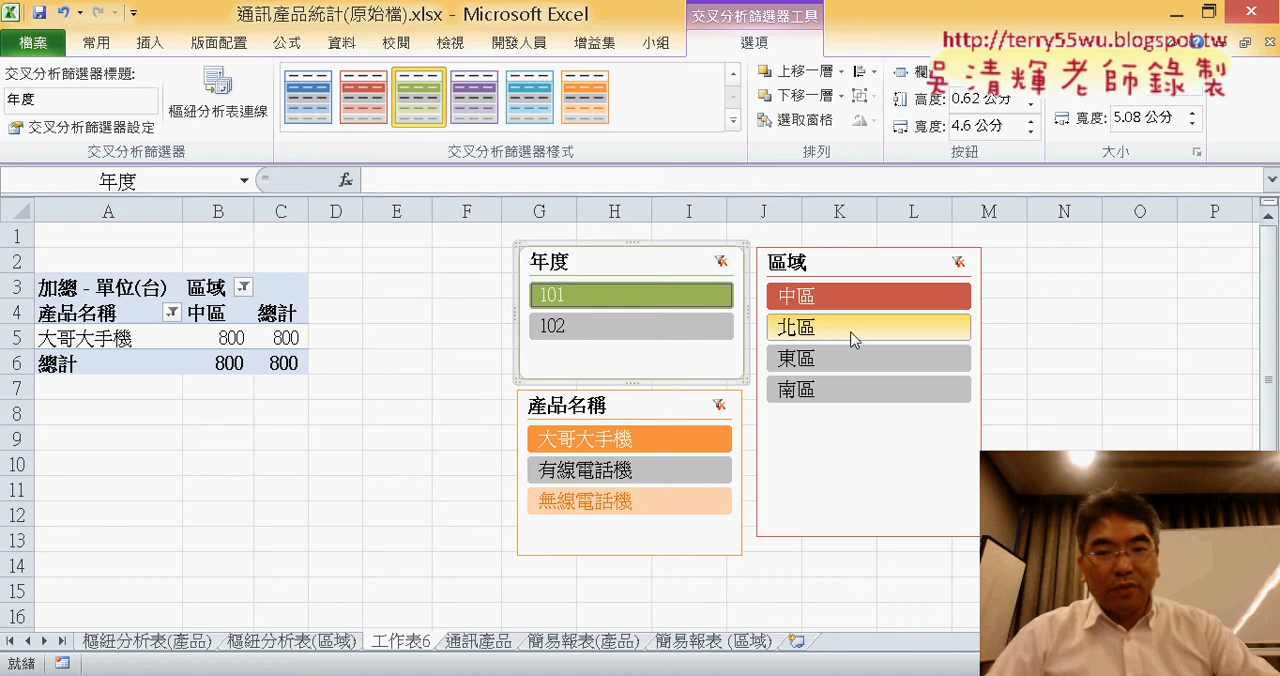 通訊產品統計(原始檔).xlsx - Microsoft Excel
交叉分析篩選器工具
檔案 常用 插入 版面配置 公式 資料 校閱 檢視 開發人員 增益集 小組 選項
http://terry55wu.blogspot.tw
吳清輝老師錄製
交叉分析篩選器標題:
年度
交叉分析篩選器設定
樞紐分析表連線
交叉分析篩選器
交叉分析篩選器樣式
上移一層
下移一層
選取窗格
排列
欄
高度: 0.62 公分
寬度: 4.6 公分
按鈕
寬度: 5.08 公分
大小
年度 fx
A B C D E F G H I J K L M N O P
1
2
3 加總 - 單位(台) 區域
4 產品名稱 中區 總計
5 大哥大手機 800 800
6 總計 800 800
7
8
9
10
11
12
13
14
15
16
年度
101
102
區域
中區
北區
東區
南區
產品名稱
大哥大手機
有線電話機
無線電話機
樞紐分析表(產品) 樞紐分析表(區域) 工作表6 通訊產品 簡易報表(產品) 簡易報表 (區域)
就緒